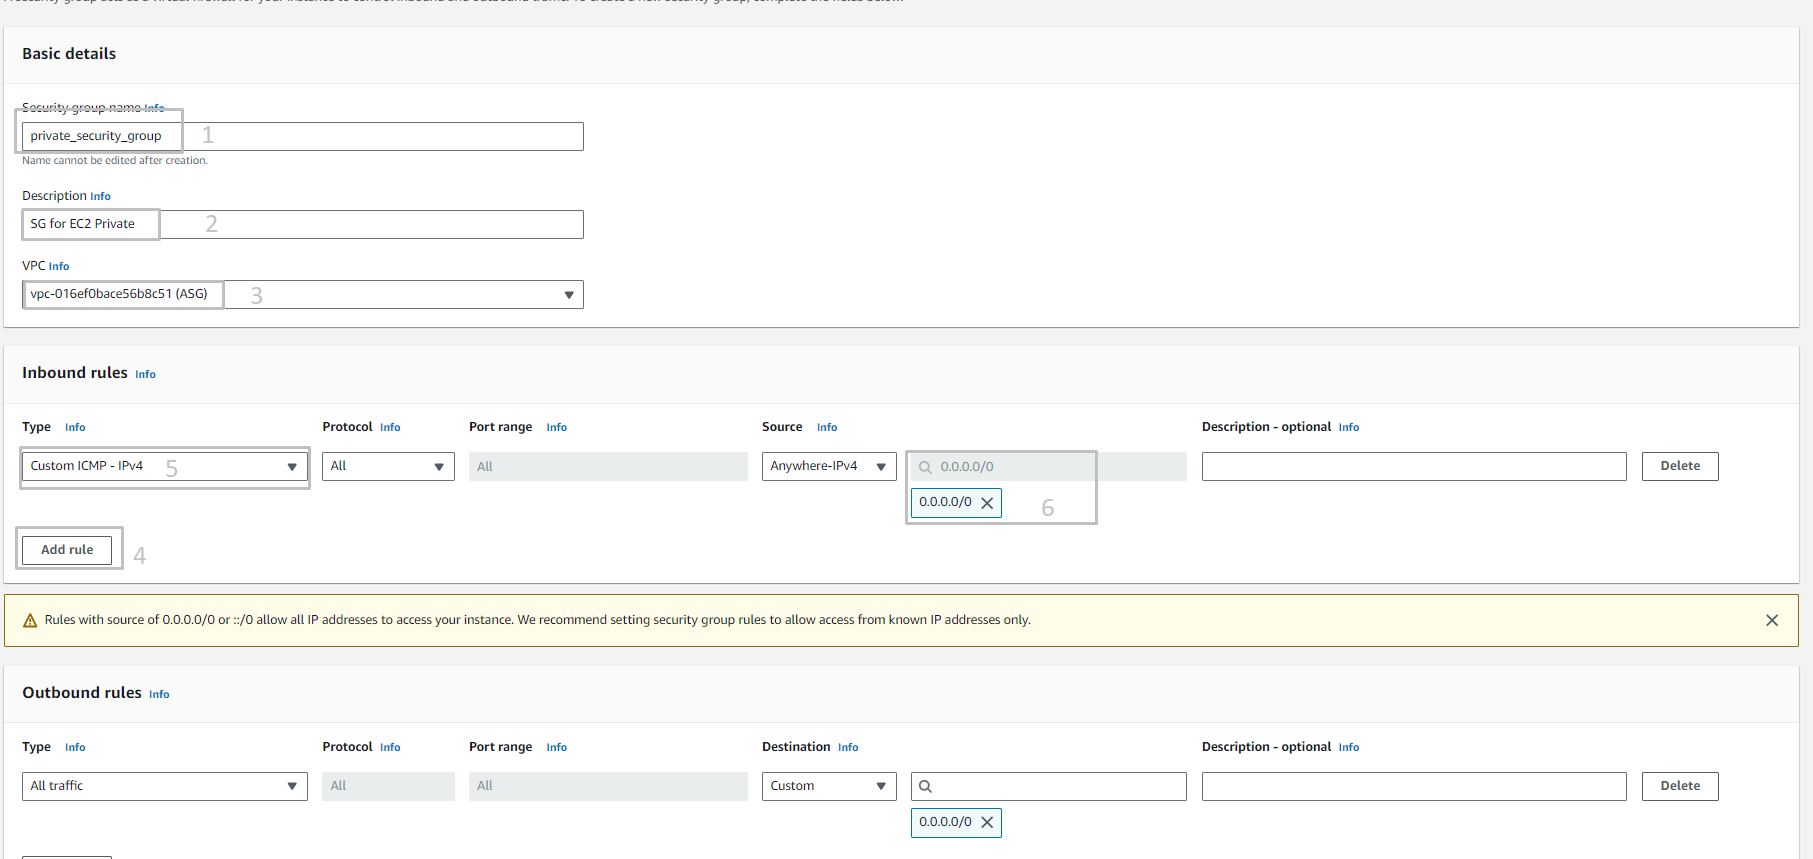 Basic details
Security group name Info
private_security_group 1
Name cannot be edited after creation.
Description Info
SG for EC2 Private 2
VPC Info
vpc-016ef0bace56b8c51 (ASG) 3
Inbound rules Info
Type Info Protocol Info Port range Info Source Info Description - optional Info
Custom ICMP - IPv4 5 All All Anywhere-IPv4 0.0.0.0/0 Delete
0.0.0.0/0 6
Add rule 4
Rules with source of 0.0.0.0/0 or ::/0 allow all IP addresses to access your instance. We recommend setting security group rules to allow access from known IP addresses only.
Outbound rules Info
Type Info Protocol Info Port range Info Destination Info Description - optional Info
All traffic All All Custom Delete
0.0.0.0/0